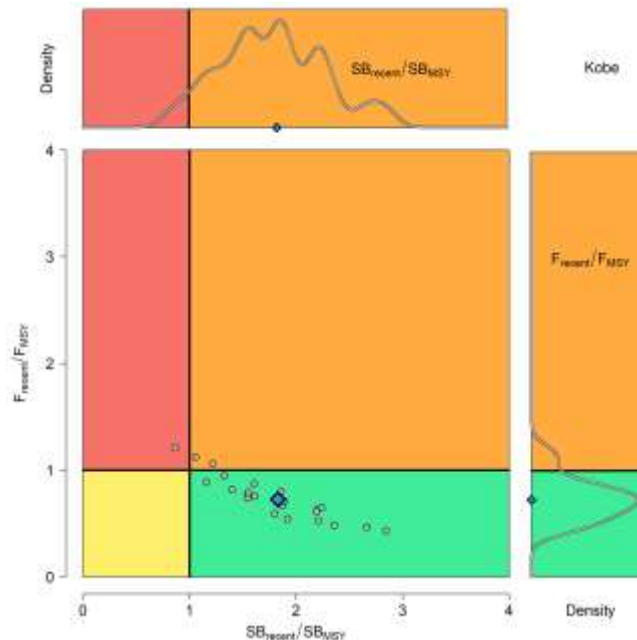 Density
SBrecent/SBMSY
Kobe
4
3
2
1
0
Frecent/FMSY
Frecent/FMSY
0
1
2
3
4
SBrecent/SBMSY
Density